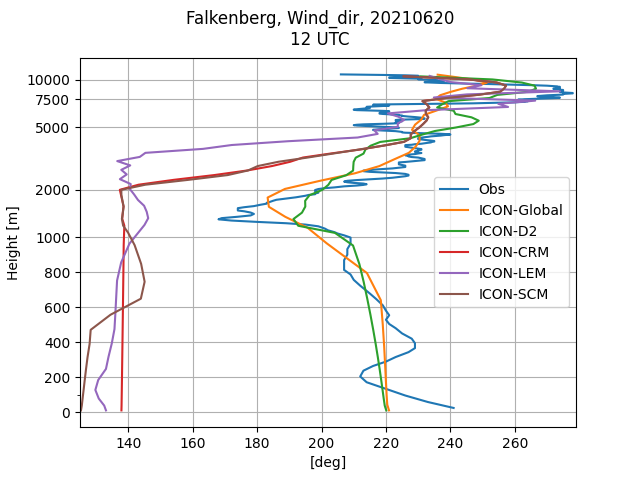 Falkenberg, Wind_dir, 20210620
12 UTC
10000
7500
5000
2000
1000
800
600
400
200
0
Height [m]
Obs
ICON-Global
ICON-D2
ICON-CRM
ICON-LEM
ICON-SCM
140 160 180 200 220 240 260
[deg]